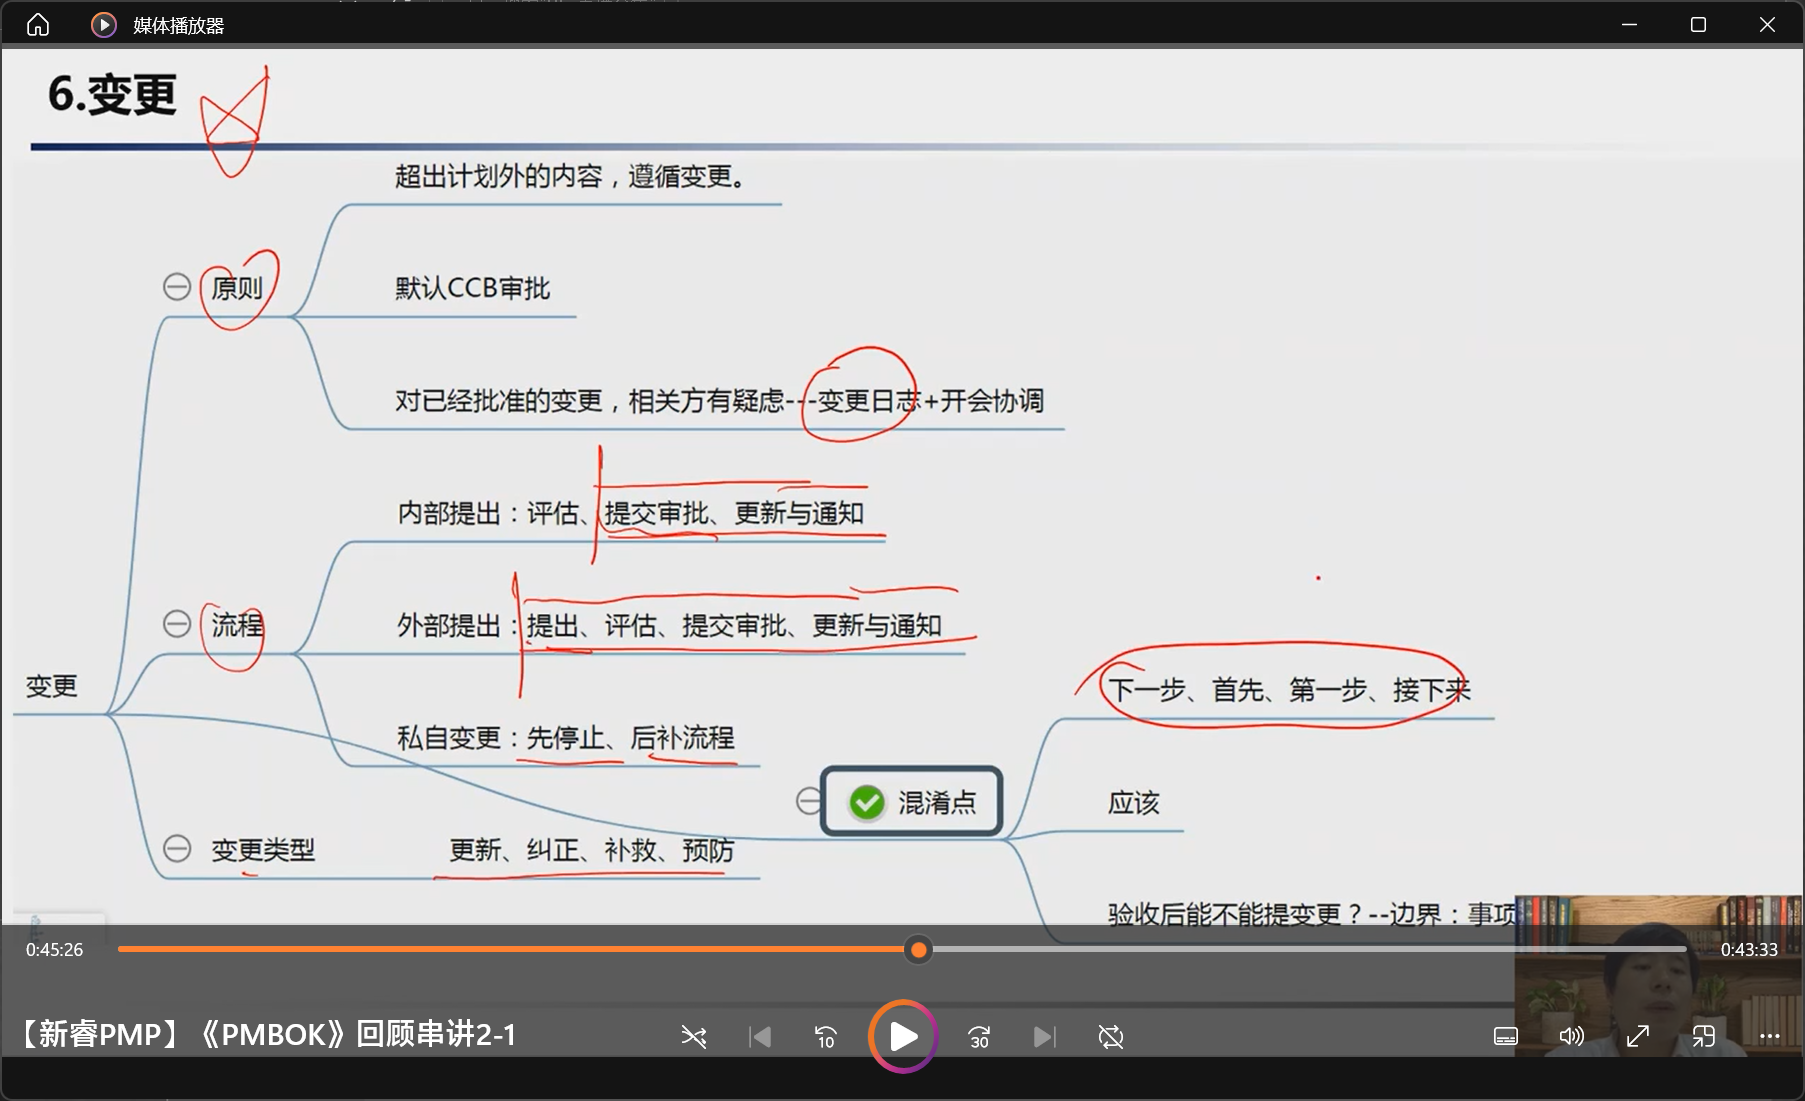 媒体播放器
6.变更
超出计划外的内容，遵循变更。
原则
默认CCB审批
对已经批准的变更，相关方有疑虑---变更日志+开会协调
内部提出：评估、提交审批、更新与通知
流程
外部提出：提出、评估、提交审批、更新与通知
变更
下一步、首先、第一步、接下来
私自变更：先停止、后补流程
混淆点
应该
变更类型
更新、纠正、补救、预防
验收后能不能提变更？--边界：事项
0:45:26
0:43:33
【新睿PMP】《PMBOK》回顾串讲2-1
10
30